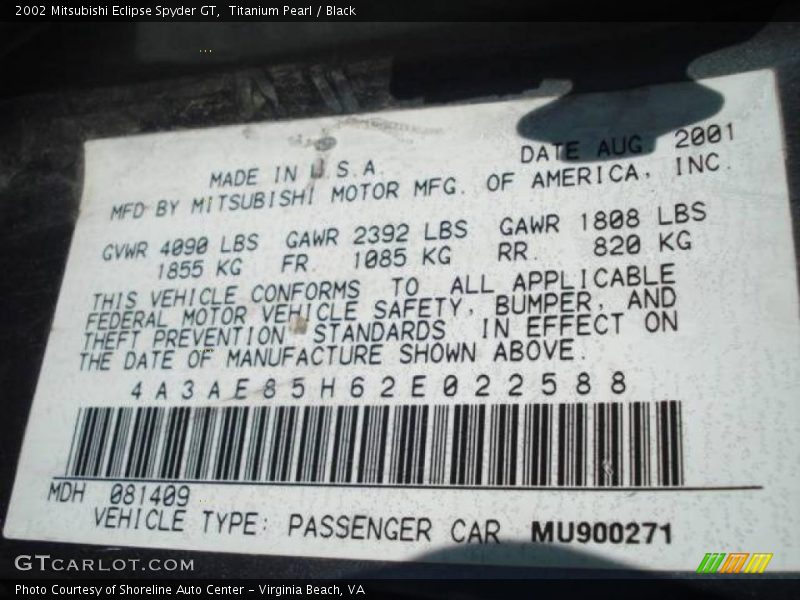 2002 Mitsubishi Eclipse Spyder GT,  Titanium Pearl / Black
DATE AUG 2001
MADE IN U.S.A.
MFD BY MITSUBISHI MOTOR MFG. OF AMERICA, INC.
GVWR 4090 LBS GAWR 2392 LBS GAWR 1808 LBS
1855 KG FR. 1085 KG RR. 820 KG
THIS VEHICLE CONFORMS TO ALL APPLICABLE
FEDERAL MOTOR VEHICLE SAFETY, BUMPER, AND
THEFT PREVENTION STANDARDS IN EFFECT ON
THE DATE OF MANUFACTURE SHOWN ABOVE.
4A3AE85H62E022588
MDH 081409
VEHICLE TYPE: PASSENGER CAR MU900271
GTCARLOT.COM
Photo Courtesy of Shoreline Auto Center - Virginia Beach, VA